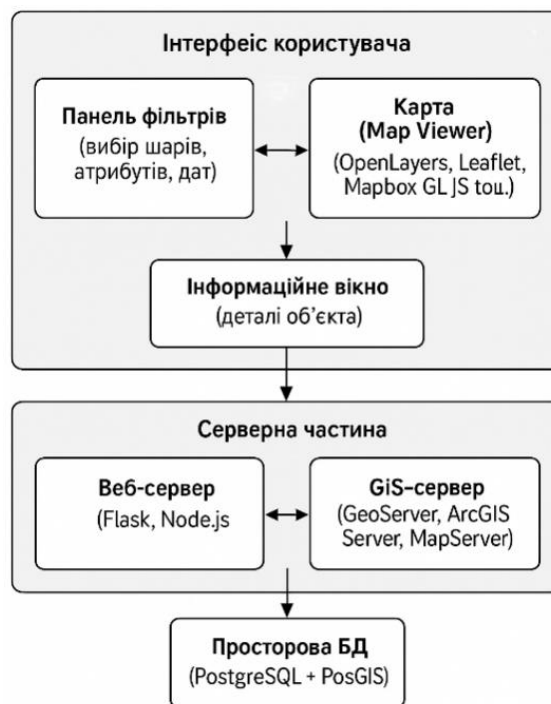 Інтерфеіс користувача
Панель фільтрів
(вибір шарів,
атрибутів, дат)
Карта
(Map Viewer)
(OpenLayers, Leaflet,
Mapbox GL JS тощ.)
Інформаційне вікно
(деталі об’єкта)
Серверна частина
Веб-сервер
(Flask, Node.js
GiS-сервер
(GeoServer, ArcGIS
Server, MapServer)
Просторова БД
(PostgreSQL + PosGIS)